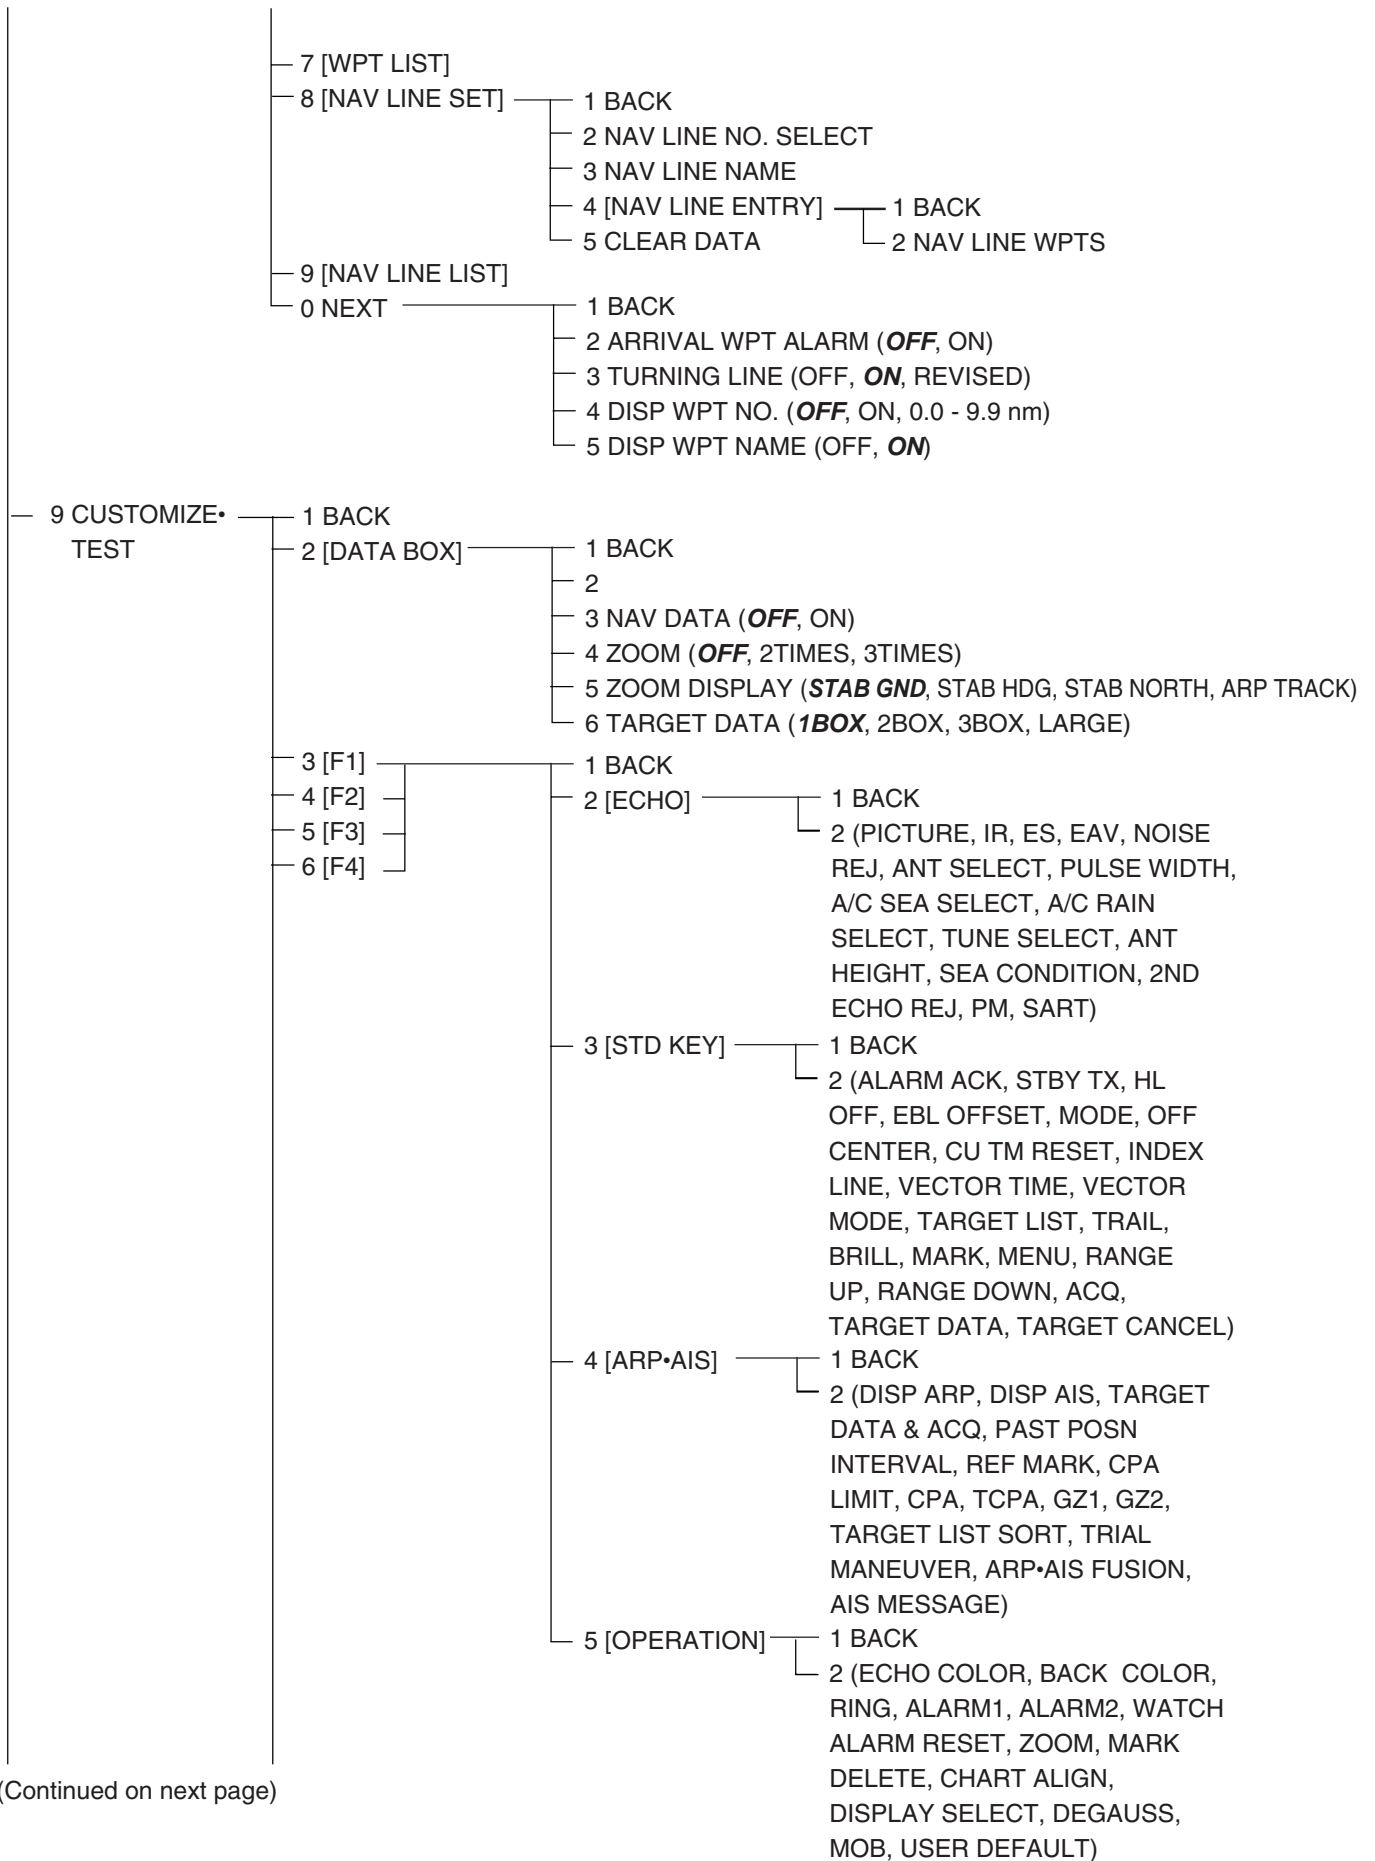 7 [WPT LIST]
8 [NAV LINE SET]
1 BACK
2 NAV LINE NO. SELECT
3 NAV LINE NAME
4 [NAV LINE ENTRY]
1 BACK
2 NAV LINE WPTS
5 CLEAR DATA
9 [NAV LINE LIST]
0 NEXT
1 BACK
2 ARRIVAL WPT ALARM (OFF, ON)
3 TURNING LINE (OFF, ON, REVISED)
4 DISP WPT NO. (OFF, ON, 0.0 - 9.9 nm)
5 DISP WPT NAME (OFF, ON)
9 CUSTOMIZE•
TEST
1 BACK
2 [DATA BOX]
1 BACK
2
3 NAV DATA (OFF, ON)
4 ZOOM (OFF, 2TIMES, 3TIMES)
5 ZOOM DISPLAY (STAB GND, STAB HDG, STAB NORTH, ARP TRACK)
6 TARGET DATA (1BOX, 2BOX, 3BOX, LARGE)
3 [F1]
4 [F2]
5 [F3]
6 [F4]
1 BACK
2 [ECHO]
1 BACK
2 (PICTURE, IR, ES, EAV, NOISE
REJ, ANT SELECT, PULSE WIDTH,
A/C SEA SELECT, A/C RAIN
SELECT, TUNE SELECT, ANT
HEIGHT, SEA CONDITION, 2ND
ECHO REJ, PM, SART)
3 [STD KEY]
1 BACK
2 (ALARM ACK, STBY TX, HL
OFF, EBL OFFSET, MODE, OFF
CENTER, CU TM RESET, INDEX
LINE, VECTOR TIME, VECTOR
MODE, TARGET LIST, TRAIL,
BRILL, MARK, MENU, RANGE
UP, RANGE DOWN, ACQ,
TARGET DATA, TARGET CANCEL)
4 [ARP•AIS]
1 BACK
2 (DISP ARP, DISP AIS, TARGET
DATA & ACQ, PAST POSN
INTERVAL, REF MARK, CPA
LIMIT, CPA, TCPA, GZ1, GZ2,
TARGET LIST SORT, TRIAL
MANEUVER, ARP•AIS FUSION,
AIS MESSAGE)
5 [OPERATION]
1 BACK
2 (ECHO COLOR, BACK COLOR,
RING, ALARM1, ALARM2, WATCH
ALARM RESET, ZOOM, MARK
DELETE, CHART ALIGN,
DISPLAY SELECT, DEGAUSS,
MOB, USER DEFAULT)
(Continued on next page)